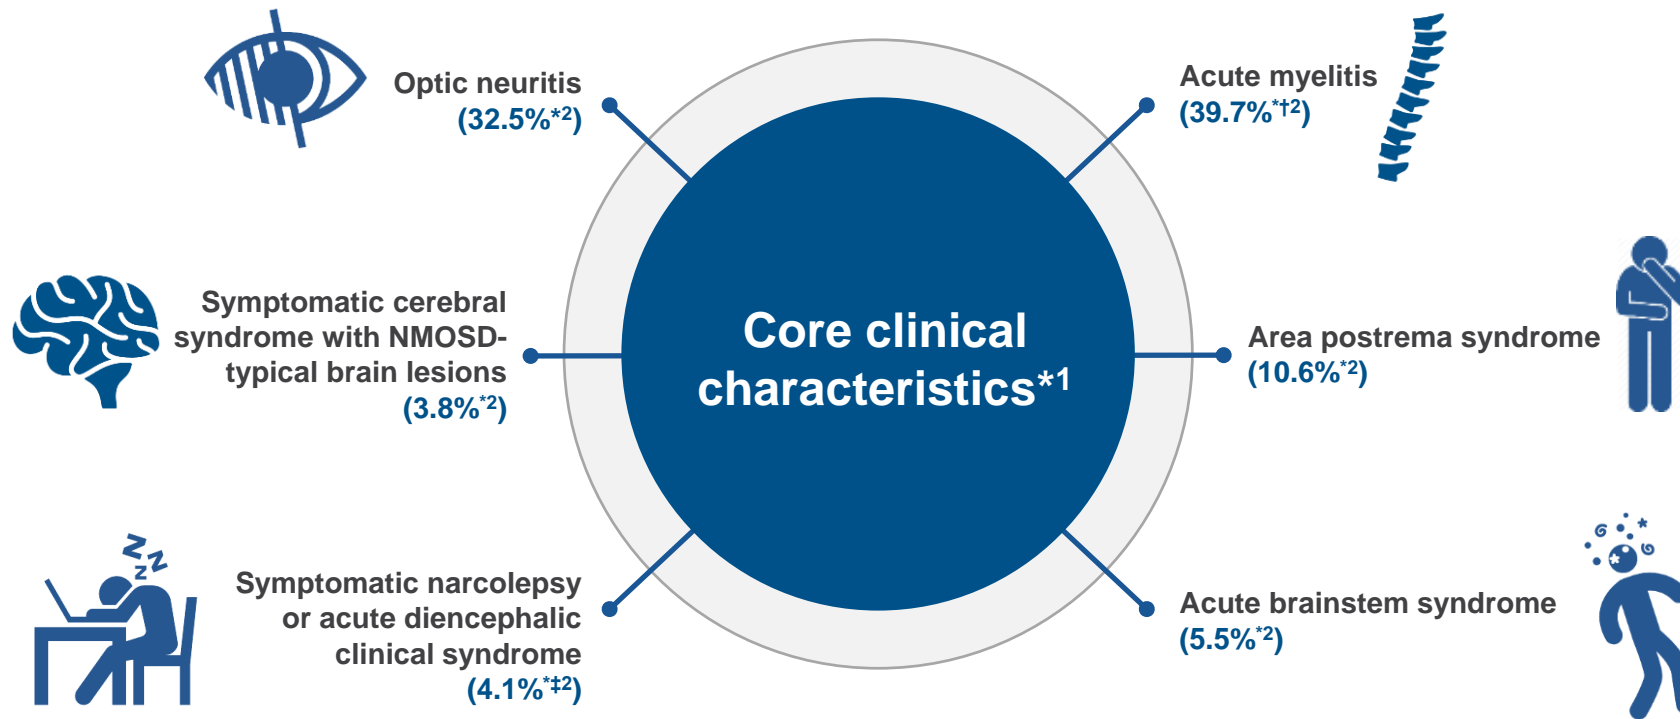 Optic neuritis
(32.5%*2)
Acute myelitis
(39.7%*†2)
Symptomatic cerebral
syndrome with NMOSD-
typical brain lesions
(3.8%*2)
Core clinical
characteristics*1
Area postrema syndrome
(10.6%*2)
Symptomatic narcolepsy
or acute diencephalic
clinical syndrome
(4.1%*‡2)
Acute brainstem syndrome
(5.5%*2)
Z Z
Z Z